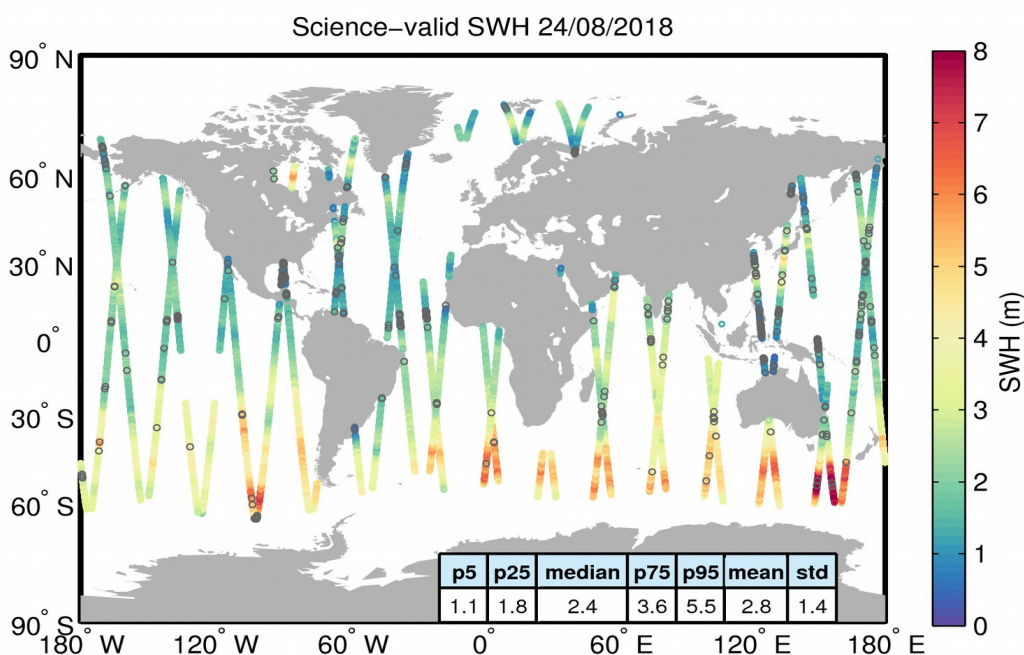 Science−valid SWH 24/08/2018
90° N
60° N
30° N
0°
30° S
60° S
90° S
180° W
120° W
60° W
0°
60° E
120° E
180° E
p5 p25 median p75 p95 mean std
1.1 1.8 2.4 3.6 5.5 2.8 1.4
8
7
6
5
4
3
2
1
0
SWH (m)